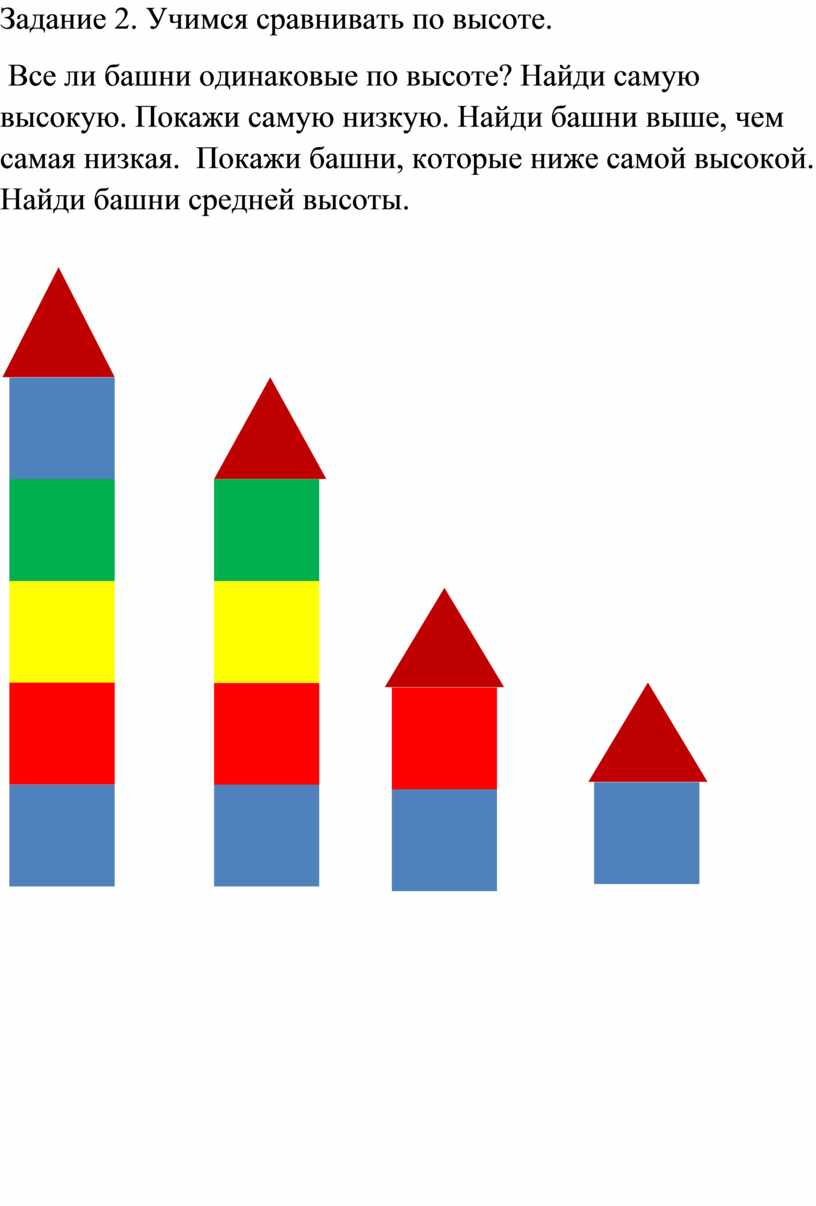 Задание 2. Учимся сравнивать по высоте.
Все ли башни одинаковые по высоте? Найди самую
высокую. Покажи самую низкую. Найди башни выше, чем
самая низкая.  Покажи башни, которые ниже самой высокой.
Найди башни средней высоты.